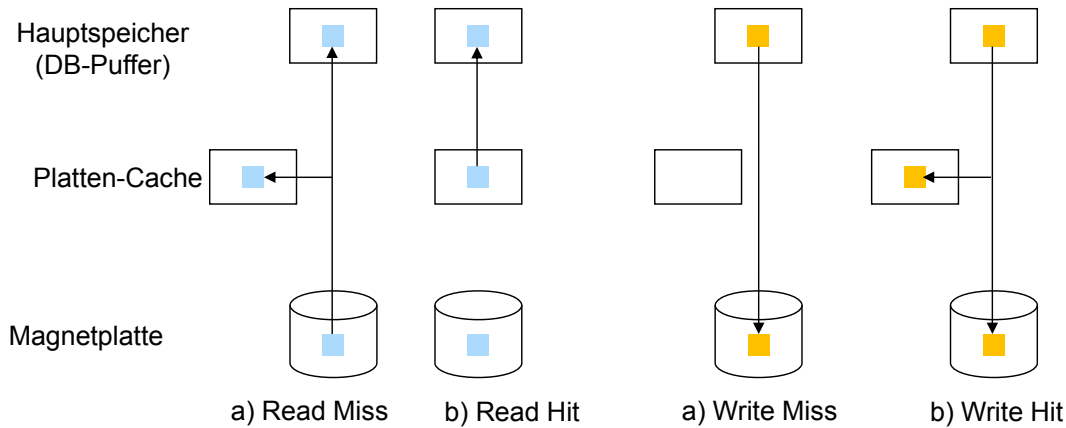 Hauptspeicher
(DB-Puffer)
Platten-Cache
Magnetplatte
a) Read Miss
b) Read Hit
a) Write Miss
b) Write Hit